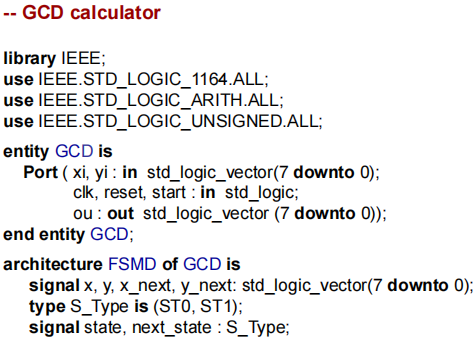 -- GCD calculator
library IEEE;
use IEEE.STD_LOGIC_1164.ALL;
use IEEE.STD_LOGIC_ARITH.ALL;
use IEEE.STD_LOGIC_UNSIGNED.ALL;
entity GCD is
Port ( xi, yi : in std_logic_vector(7 downto 0);
clk, reset, start : in std_logic;
ou : out std_logic_vector (7 downto 0));
end entity GCD;
architecture FSMD of GCD is
signal x, y, x_next, y_next: std_logic_vector(7 downto 0);
type S_Type is (ST0, ST1);
signal state, next_state : S_Type;